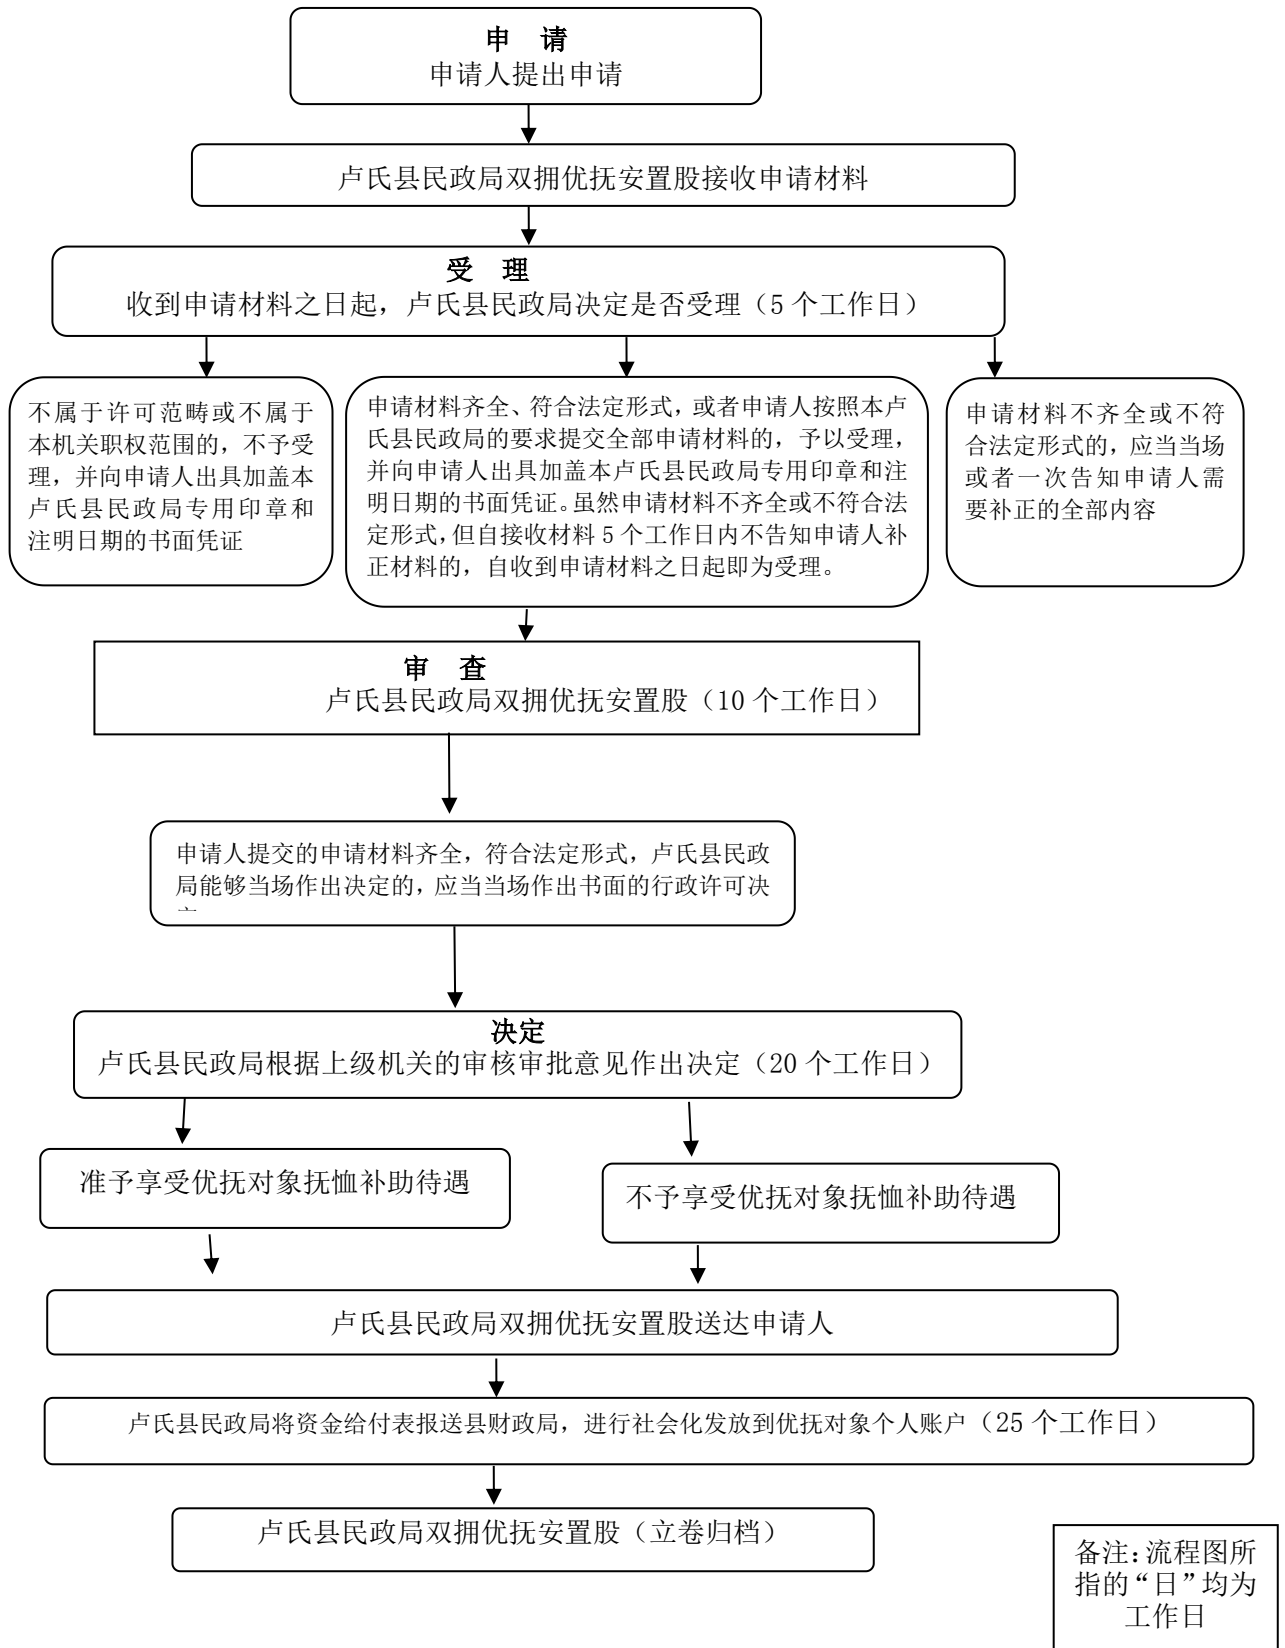 申　请
申请人提出申请
卢氏县民政局双拥优抚安置股接收申请材料
受　理
收到申请材料之日起，卢氏县民政局决定是否受理（5 个工作日）
不属于许可范畴或不属于
本机关职权范围的，不予受
理，并向申请人出具加盖本
卢氏县民政局专用印章和
注明日期的书面凭证
申请材料齐全、符合法定形式，或者申请人按照本卢
氏县民政局的要求提交全部申请材料的，予以受理，
并向申请人出具加盖本卢氏县民政局专用印章和注
明日期的书面凭证。虽然申请材料不齐全或不符合法
定形式，但自接收材料 5 个工作日内不告知申请人补
正材料的，自收到申请材料之日起即为受理。
申请材料不齐全或不符
合法定形式的，应当当场
或者一次告知申请人需
要补正的全部内容
审　查
卢氏县民政局双拥优抚安置股（10 个工作日）
申请人提交的申请材料齐全，符合法定形式，卢氏县民政
局能够当场作出决定的，应当当场作出书面的行政许可决
决定
卢氏县民政局根据上级机关的审核审批意见作出决定（20 个工作日）
准予享受优抚对象抚恤补助待遇
不予享受优抚对象抚恤补助待遇
卢氏县民政局双拥优抚安置股送达申请人
卢氏县民政局将资金给付表报送县财政局，进行社会化发放到优抚对象个人账户（25 个工作日）
卢氏县民政局双拥优抚安置股（立卷归档）
备注：流程图所
指的“日”均为
工作日